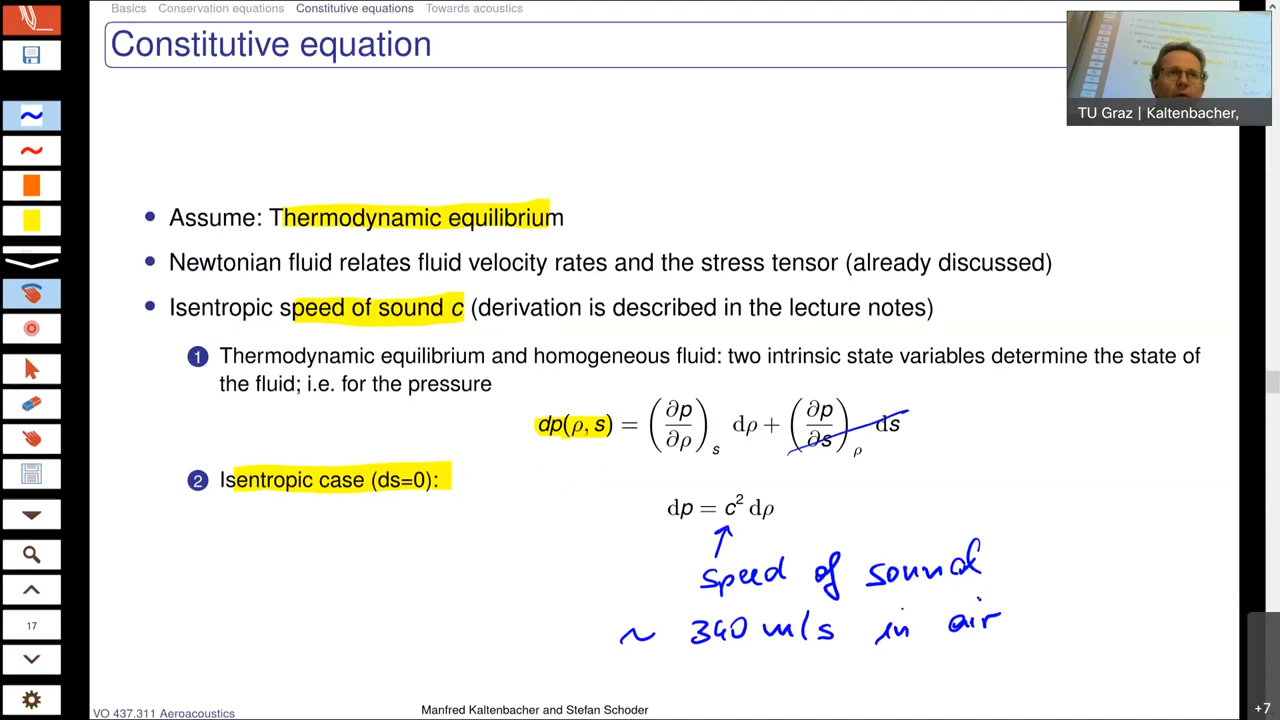 Basics Conservation equations Constitutive equations Towards acoustics
Constitutive equation
TU Graz | Kaltenbacher,
• Assume: Thermodynamic equilibrium
• Newtonian fluid relates fluid velocity rates and the stress tensor (already discussed)
• Isentropic speed of sound c (derivation is described in the lecture notes)
1 Thermodynamic equilibrium and homogeneous fluid: two intrinsic state variables determine the state of
the fluid; i.e. for the pressure
dp(ρ, s) = (∂p/∂ρ)ₛ dρ + (∂p/∂s)ᵨ ds
2 Isentropic case (ds=0):
dp = c² dρ
speed of sound
~ 340 m/s in air
17
VO 437.311 Aeroacoustics Manfred Kaltenbacher and Stefan Schoder
+7